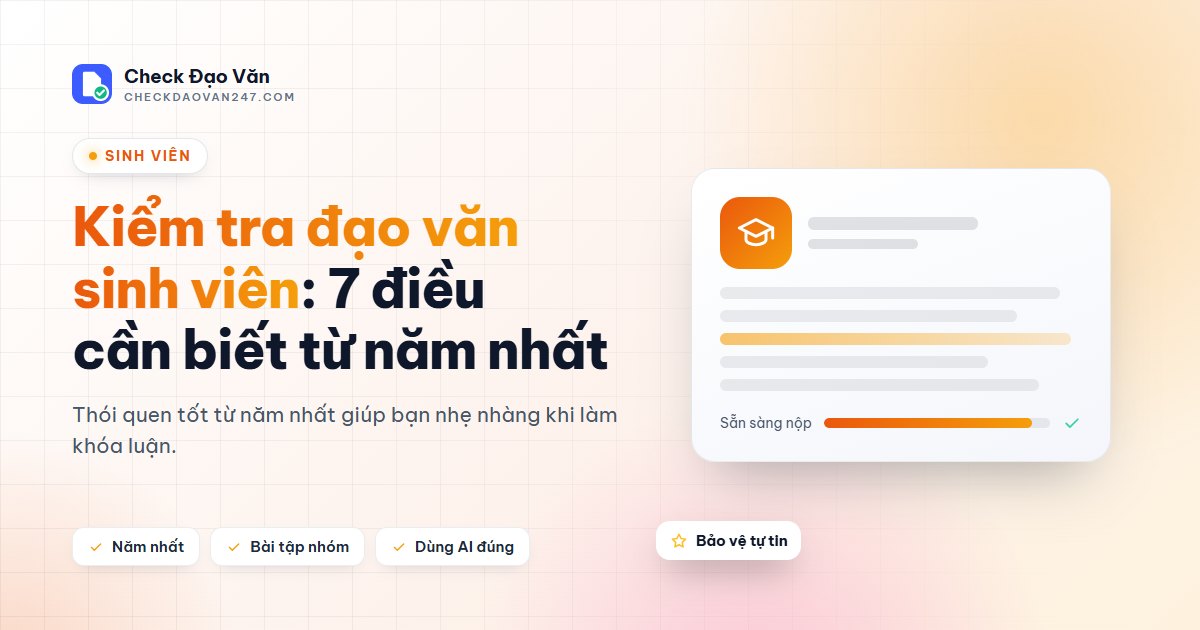 Check Đạo Văn
CHECKDAOVAN247.COM
SINH VIÊN
Kiểm tra đạo văn
sinh viên: 7 điều
cần biết từ năm nhất
Thói quen tốt từ năm nhất giúp bạn nhẹ nhàng khi làm
khóa luận.
Sẵn sàng nộp
Năm nhất
Bài tập nhóm
Dùng AI đúng
Bảo vệ tự tin